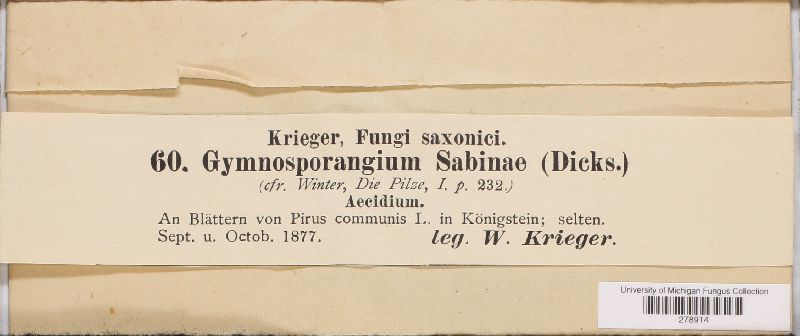 Krieger, Fungi saxonici.
60. Gymnosporangium Sabinae (Dicks.)
(cfr. Winter, Die Pilze, I. p. 232.)
Aecidium.
An Blättern von Pirus communis L. in Königstein; selten.
Sept. u. Octob. 1877.
leg. W. Krieger.
University of Michigan Fungus Collection
278914